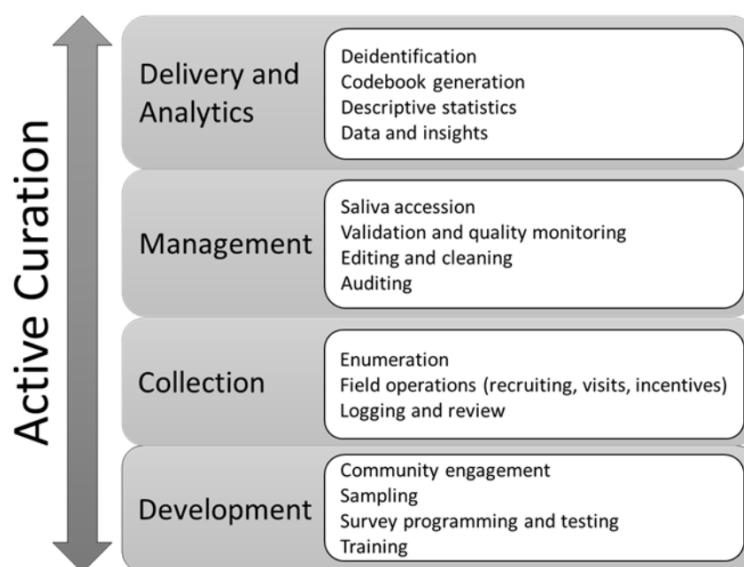 Active Curation
Delivery and
Analytics
Deidentification
Codebook generation
Descriptive statistics
Data and insights
Management
Saliva accession
Validation and quality monitoring
Editing and cleaning
Auditing
Collection
Enumeration
Field operations (recruiting, visits, incentives)
Logging and review
Development
Community engagement
Sampling
Survey programming and testing
Training